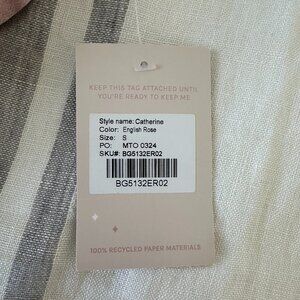 KEEP THIS TAG ATTACHED UNTIL
YOU'RE READY TO KEEP ME
Style name: Catherine
Color: English Rose
Size: S
PO: MTO 0324
SKU#: BG5132ER02
BG5132ER02
100% RECYCLED PAPER MATERIALS